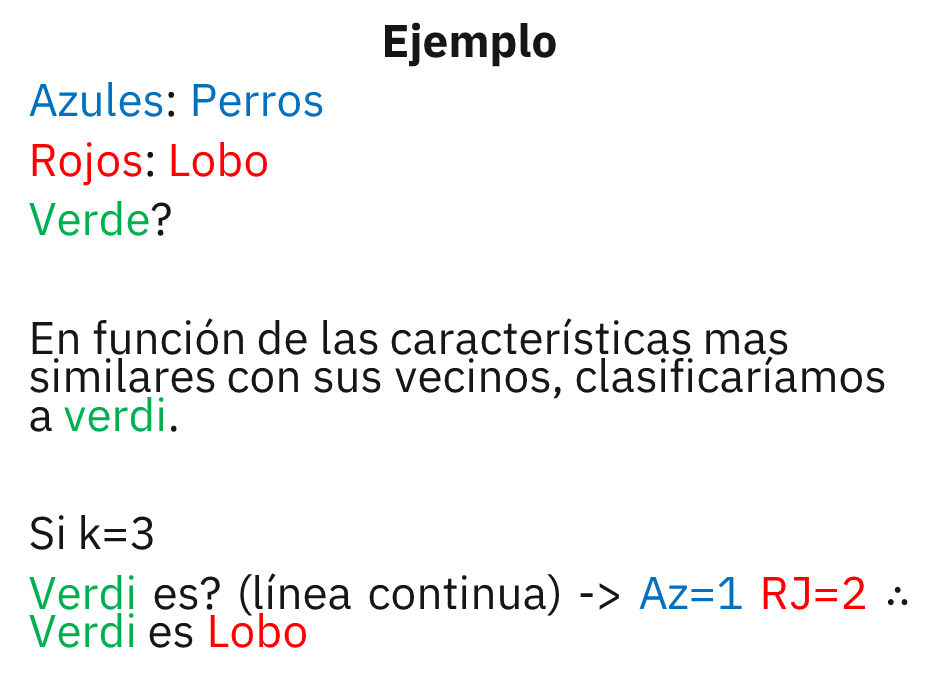 Ejemplo
Azules: Perros
Rojos: Lobo
Verde?
En función de las características mas
similares con sus vecinos, clasificaríamos
a verdi.
Si k=3
Verdi es? (línea continua) -> Az=1 RJ=2 ∴
Verdi es Lobo